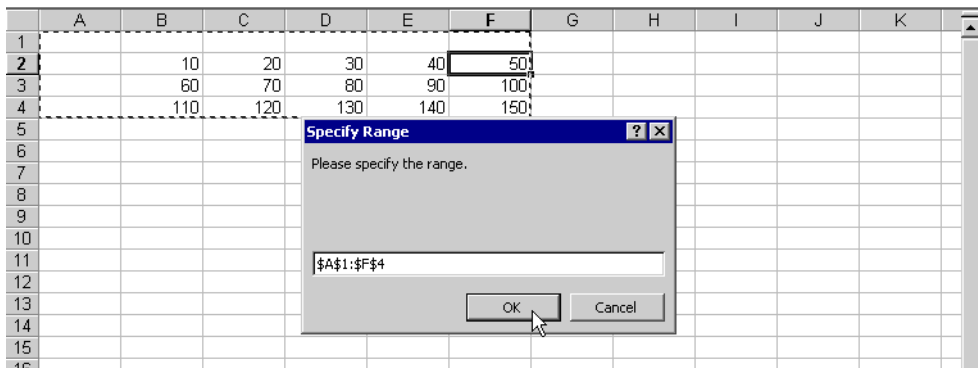 A B C D E F G H I J K
1
2 10 20 30 40 50
3 60 70 80 90 100
4 110 120 130 140 150
5
6
7
8
9
10
11
12
13
14
15
16
Specify Range
Please specify the range.
$A$1:$F$4
OK Cancel